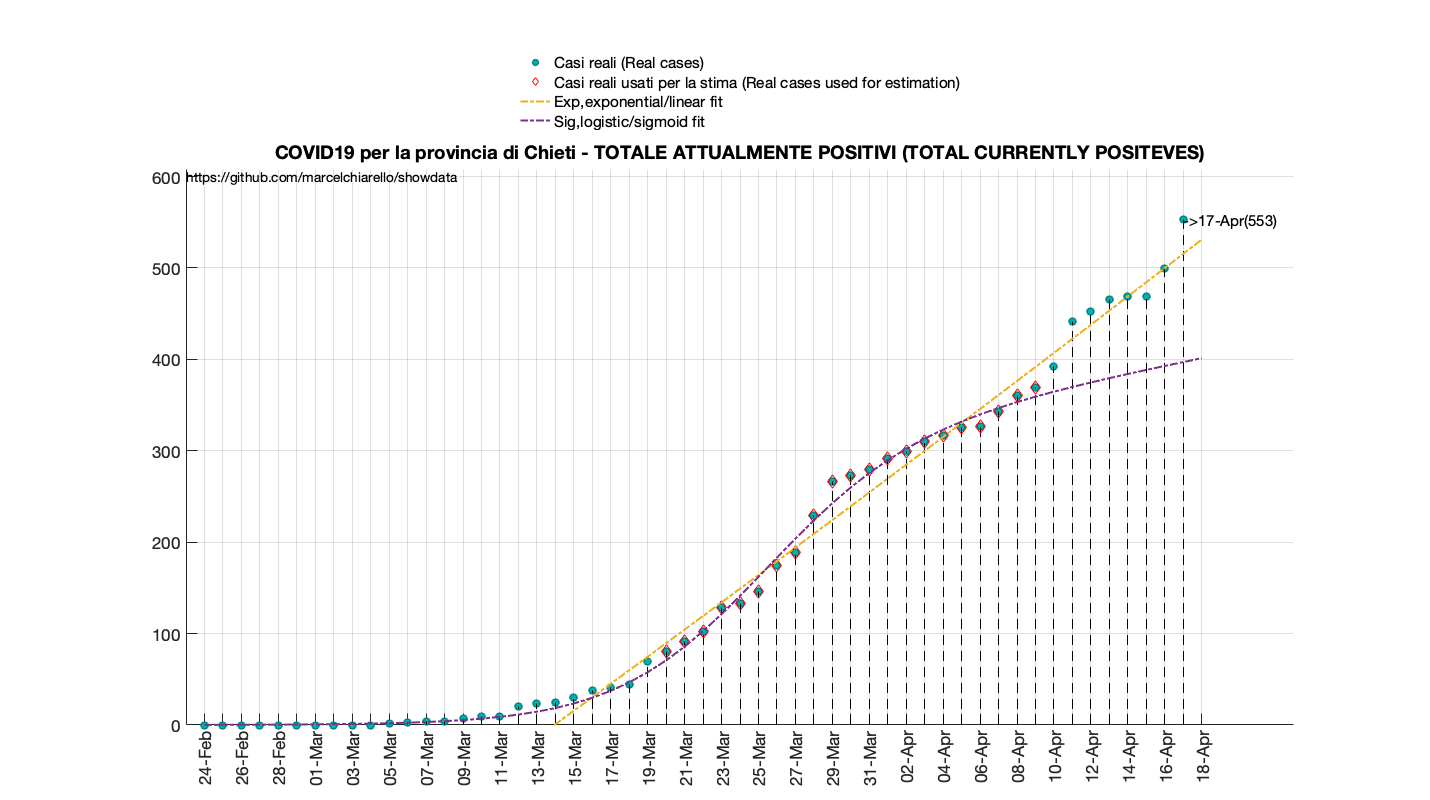 Casi reali (Real cases)
Casi reali usati per la stima (Real cases used for estimation)
Exp,exponential/linear fit
Sig,logistic/sigmoid fit
COVID19 per la provincia di Chieti - TOTALE ATTUALMENTE POSITIVI (TOTAL CURRENTLY POSITEVES)
https://github.com/marcelchiarello/showdata
600
500
400
300
200
100
0
->17-Apr(553)
24-Feb
26-Feb
28-Feb
01-Mar
03-Mar
05-Mar
07-Mar
09-Mar
11-Mar
13-Mar
15-Mar
17-Mar
19-Mar
21-Mar
23-Mar
25-Mar
27-Mar
29-Mar
31-Mar
02-Apr
04-Apr
06-Apr
08-Apr
10-Apr
12-Apr
14-Apr
16-Apr
18-Apr